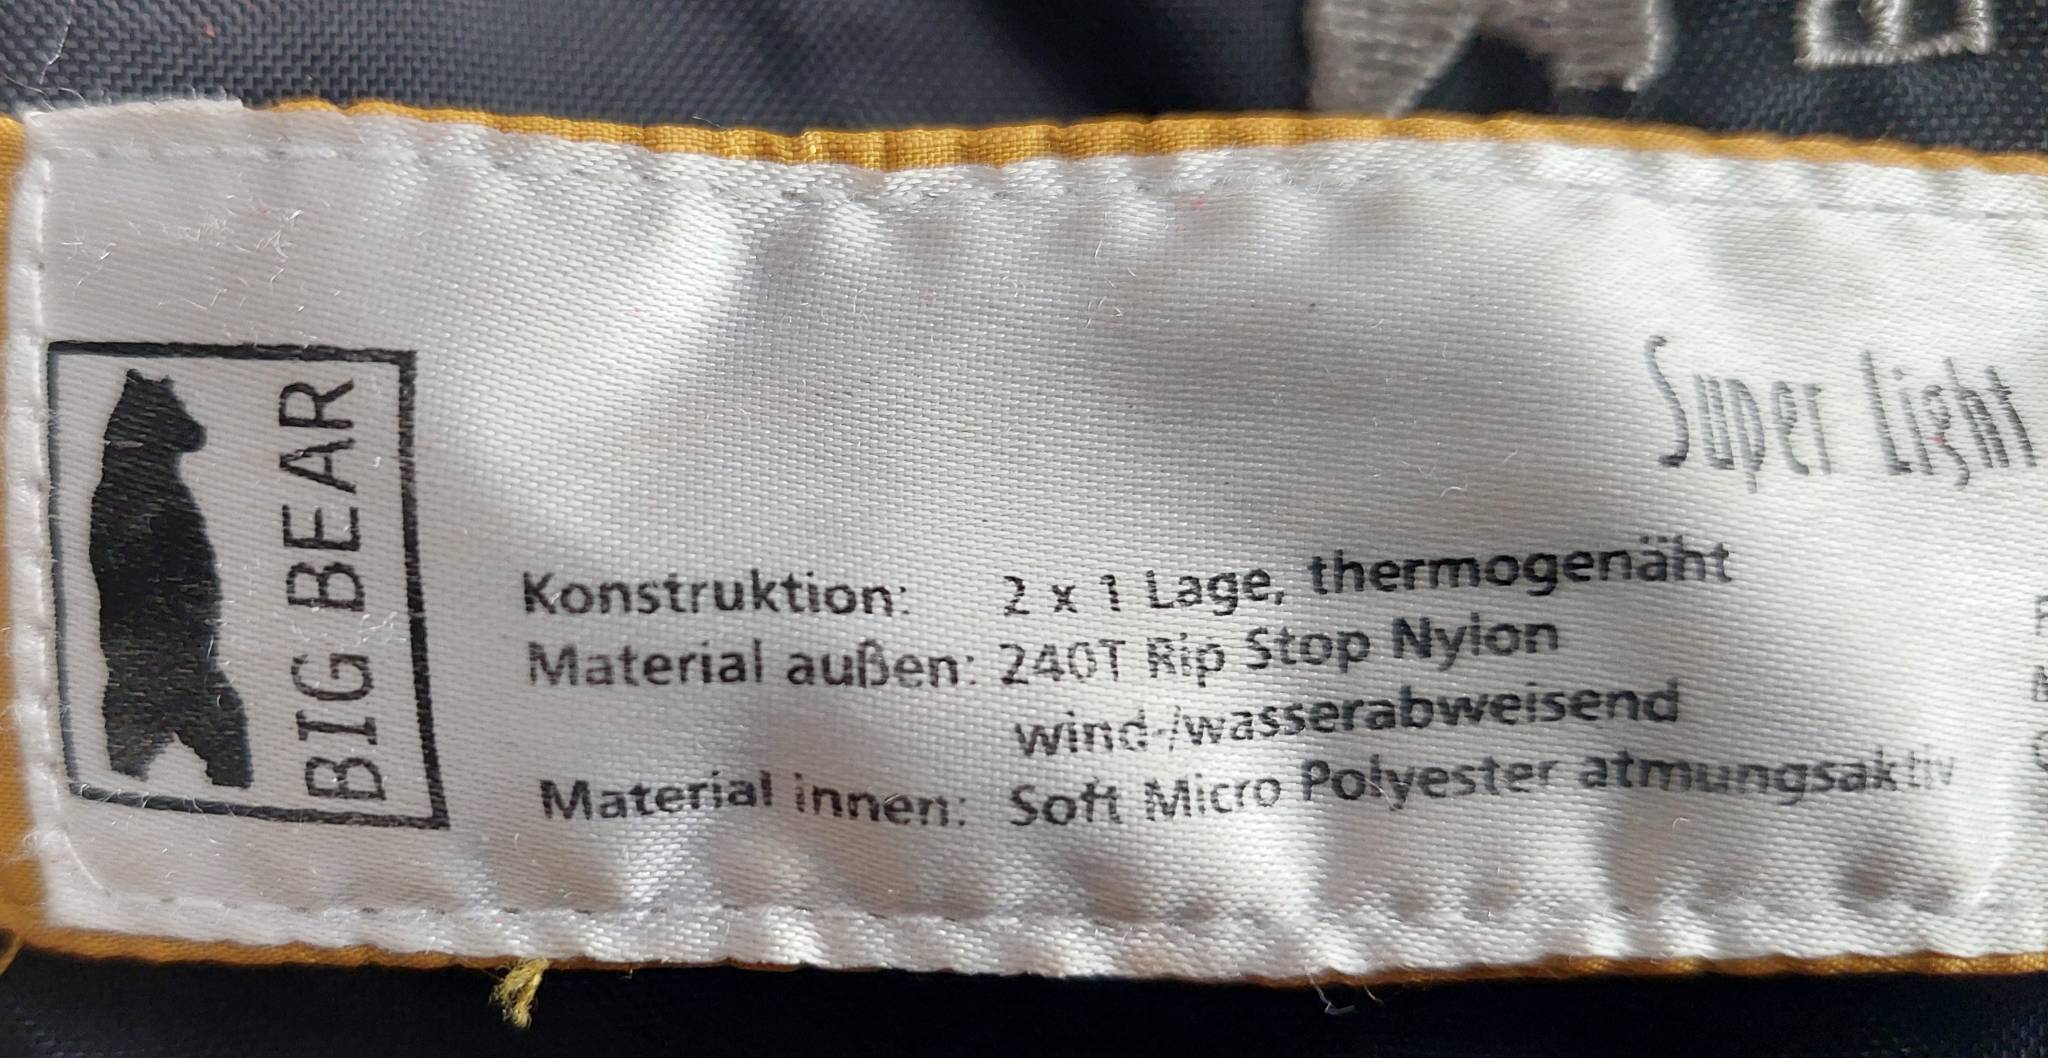 BIG BEAR
Super Light
Konstruktion: 2 x 1 Lage, thermogenäht
Material außen: 240T Rip Stop Nylon
wind-/wasserabweisend
Material innen: Soft Micro Polyester atmungsaktiv